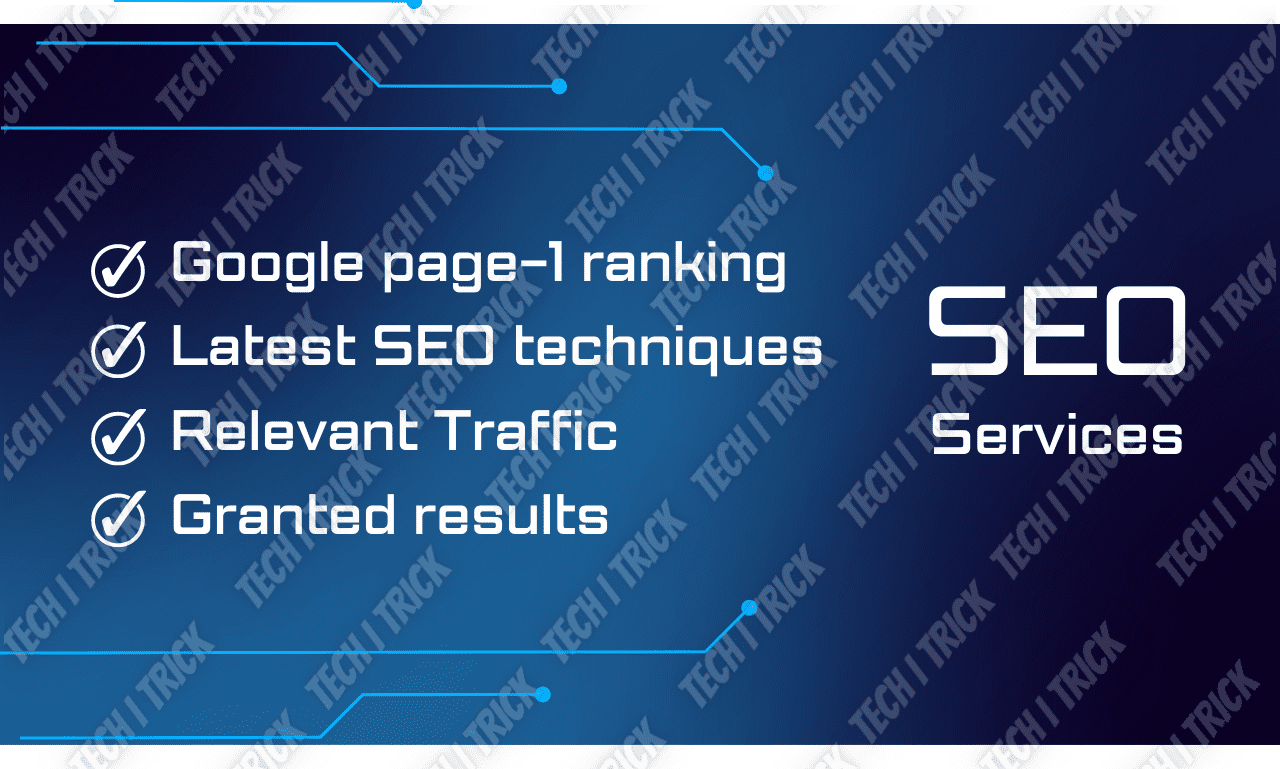 Google page-1 ranking
Latest SEO techniques
Relevant Traffic
Granted results
SEO
Services
TECH I TRICK